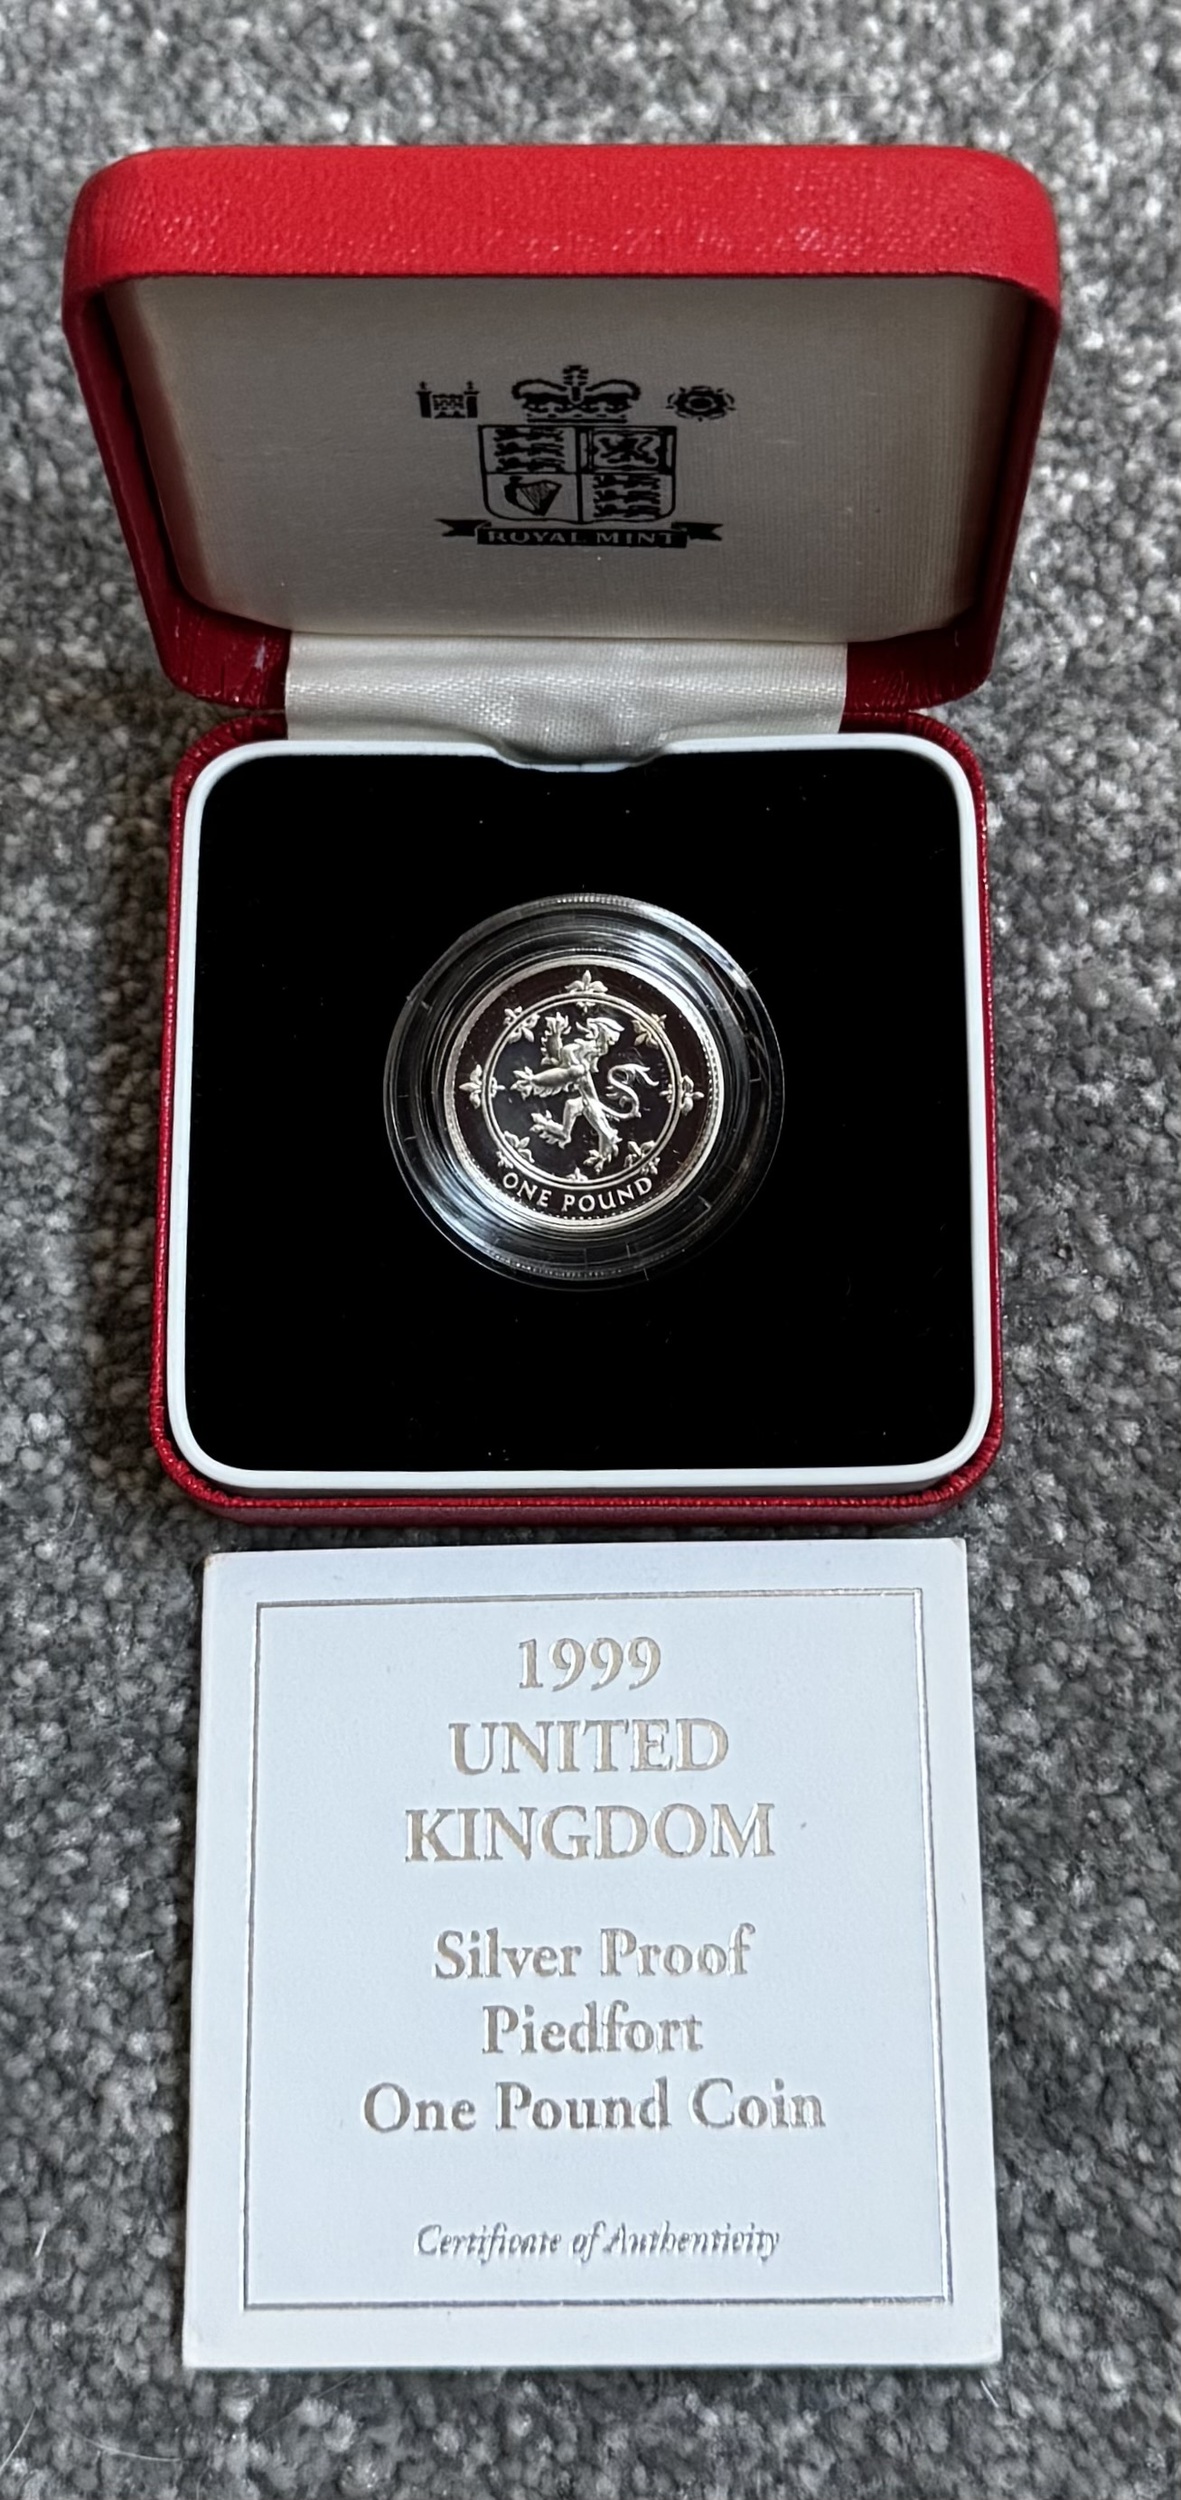 ROYAL MINT
ONE POUND
1999
UNITED
KINGDOM
Silver Proof
Piedfort
One Pound Coin
Certificate of Authenticity